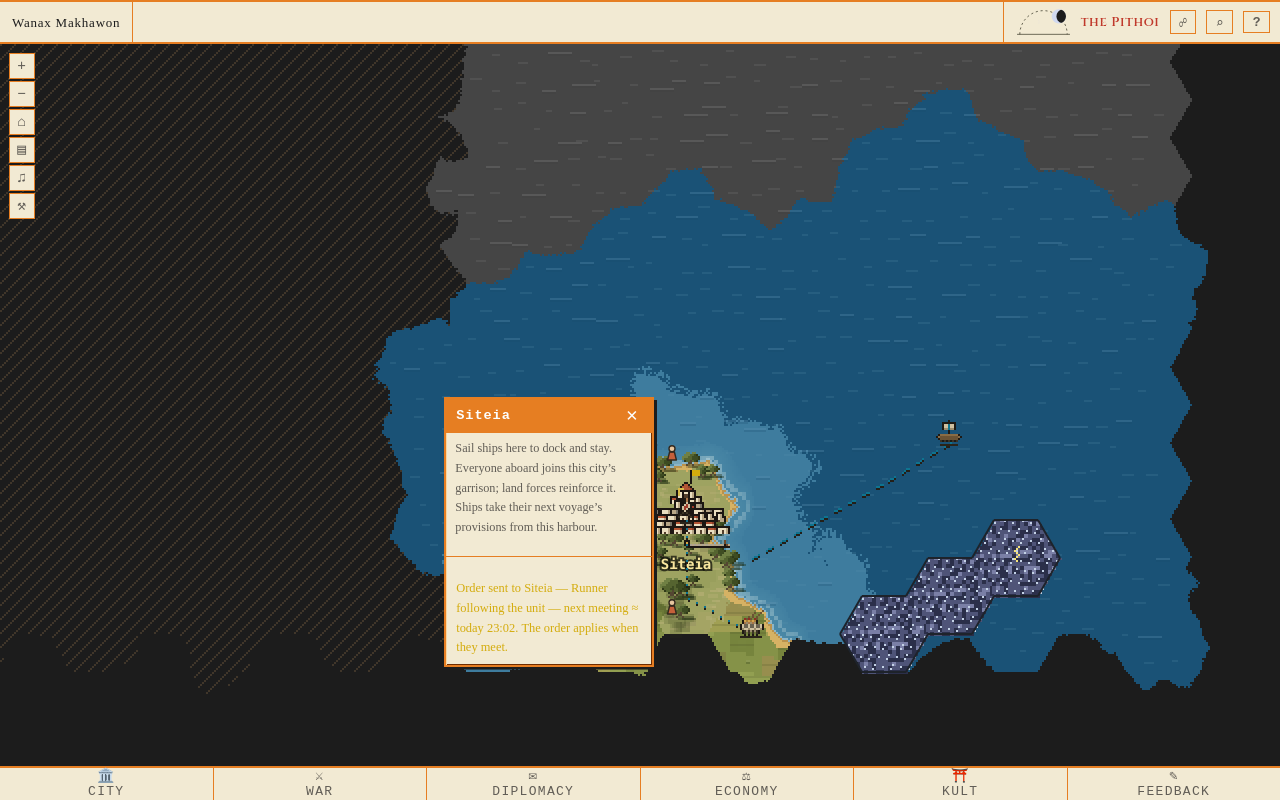 Wanax Makhawon
THE PITHOI
?
Siteia
Sail ships here to dock and stay.
Everyone aboard joins this city’s
garrison; land forces reinforce it.
Ships take their next voyage’s
provisions from this harbour.
Order sent to Siteia — Runner
following the unit — next meeting ≈
today 23:02. The order applies when
they meet.
Siteia
CITY
WAR
DIPLOMACY
ECONOMY
KULT
FEEDBACK